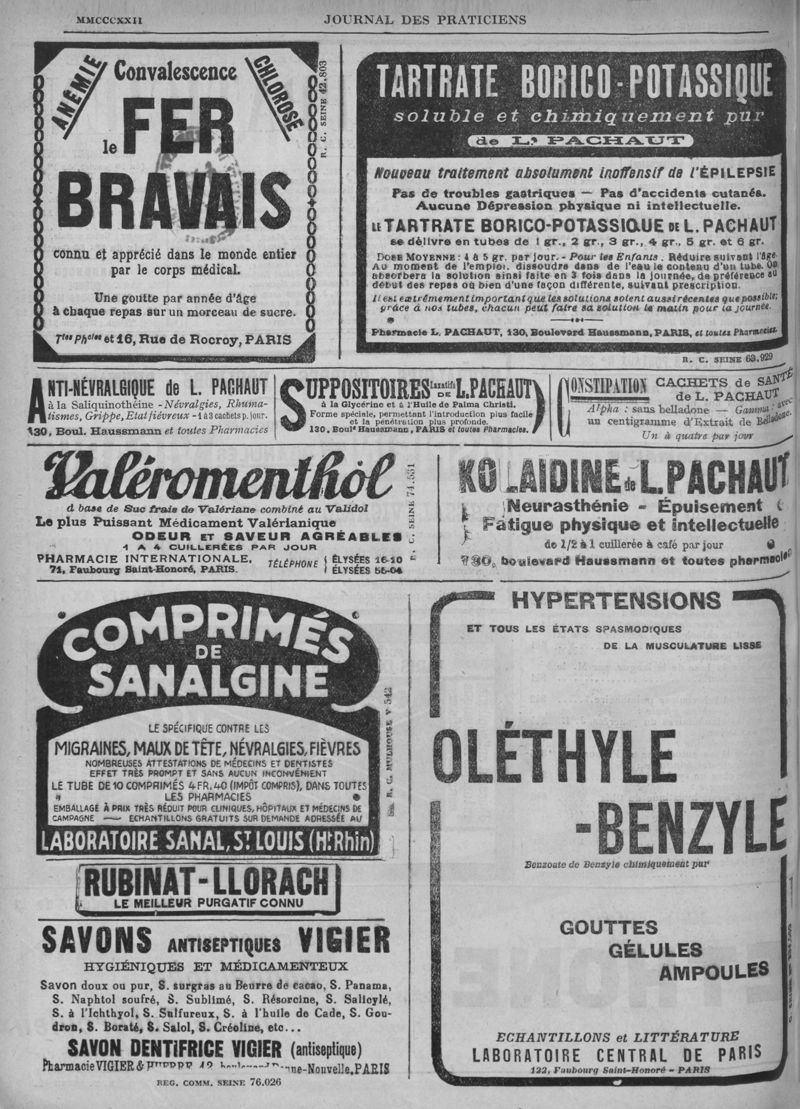 MMCCCXXII
JOURNAL DES PRATICIENS
ANÉMIE
Convalescence
CHLOROSE
le FER
BRAVAIS
R. C. SEINE 42.803
connu et apprécié dans le monde entier
par le corps médical.
Une goutte par année d'âge
à chaque repas sur un morceau de sucre.
Ttes Phcies et 16, Rue de Rocroy, PARIS
TARTRATE BORICO-POTASSIQUE
soluble et chimiquement pur
de L. PACHAUT
Nouveau traitement absolument inoffensif de l'ÉPILEPSIE
Pas de troubles gastriques — Pas d'accidents cutanés.
Aucune Dépression physique ni intellectuelle.
LE TARTRATE BORICO-POTASSIQUE DE L. PACHAUT
se délivre en tubes de 1 gr., 2 gr., 3 gr., 4 gr., 5 gr. et 6 gr.
DOSE MOYENNE : 4 à 5 gr. par jour. - Pour les Enfants. Réduire suivant l'âge.
Au moment de l'emploi, dissoudre dans de l'eau le contenu d'un tube. On
absorbera la solution ainsi faite en 3 fois dans la journée, de préférence au
début des repas ou bien d'une façon différente, suivant prescription.
Il est extrêmement important que les solutions soient aussi récentes que possible;
grâce à nos tubes, chacun peut faire sa solution le matin pour la journée.
Pharmacie L. PACHAUT, 130, Boulevard Haussmann, PARIS, et toutes Pharmacies
R. C. SEINE 63.929
ANTI-NÉVRALGIQUE de L. PACHAUT
à la Saliquinothéine - Névralgies, Rhuma-
tismes, Grippe, Etat fiévreux - 1 à 3 cachets p. jour.
130, Boul. Haussmann et toutes Pharmacies
SUPPOSITOIRES laxatifs DE L. PACHAUT
à la Glycérine et à l'Huile de Palma Christi.
Forme spéciale, permettant l'introduction plus facile
et la pénétration plus profonde.
130, Bould Haussmann, PARIS et toutes Pharmacies.
CONSTIPATION CACHETS de SANTÉ
de L. PACHAUT
Alpha : sans belladone — Gamma : avec
un centigramme d'Extrait de Belladone.
Un à quatre par jour
Valéromenthol
à base de Suc frais de Valériane combiné au Validol
Le plus Puissant Médicament Valérianique
ODEUR ET SAVEUR AGRÉABLES
1 A 4 CUILLERÉES PAR JOUR
PHARMACIE INTERNATIONALE,
71, Faubourg Saint-Honoré, PARIS.
TÉLÉPHONE
ÉLYSÉES 16-10
ÉLYSÉES 55-04
R. C. SEINE 74.531
KOLAIDINE de L. PACHAUT
Neurasthénie - Épuisement
Fatigue physique et intellectuelle
de 1/2 à 1 cuillerée à café par jour
130, boulevard Haussmann et toutes pharmacies
COMPRIMÉS
DE
SANALGINE
LE SPÉCIFIQUE CONTRE LES
MIGRAINES, MAUX DE TÊTE, NÉVRALGIES, FIÈVRES
NOMBREUSES ATTESTATIONS DE MÉDECINS ET DENTISTES
EFFET TRÈS PROMPT ET SANS AUCUN INCONVÉNIENT
LE TUBE DE 10 COMPRIMÉS 4 FR. 40 (IMPÔT COMPRIS), DANS TOUTES
LES PHARMACIES
EMBALLAGE À PRIX TRÈS RÉDUIT POUR CLINIQUES, HÔPITAUX ET MÉDECINS DE
CAMPAGNE — ECHANTILLONS GRATUITS SUR DEMANDE ADRESSÉE AU
LABORATOIRE SANAL, ST. LOUIS (Ht. Rhin)
R. C. MULHOUSE V 542
RUBINAT-LLORACH
LE MEILLEUR PURGATIF CONNU
SAVONS ANTISEPTIQUES VIGIER
HYGIÉNIQUES ET MÉDICAMENTEUX
Savon doux ou pur, S. surgras au Beurre de cacao, S. Panama,
S. Naphtol soufré, S. Sublimé, S. Résorcine, S. Salicylé,
S. à l'Ichthyol, S. Sulfureux, S. à l'huile de Cade, S. Gou-
dron, S. Boraté, S. Salol, S. Créoline, etc...
SAVON DENTIFRICE VIGIER (antiseptique)
Pharmacie VIGIER & 12, -Nouvelle, PARIS
REG. COMM. SEINE 76.026
HYPERTENSIONS
ET TOUS LES ÉTATS SPASMODIQUES
DE LA MUSCULATURE LISSE
OLÉTHYLE
-BENZYLE
Benzoate de Benzyle chimiquement pur
GOUTTES
GÉLULES
AMPOULES
ECHANTILLONS et LITTÉRATURE
LABORATOIRE CENTRAL DE PARIS
122, Faubourg Saint-Honoré - PARIS